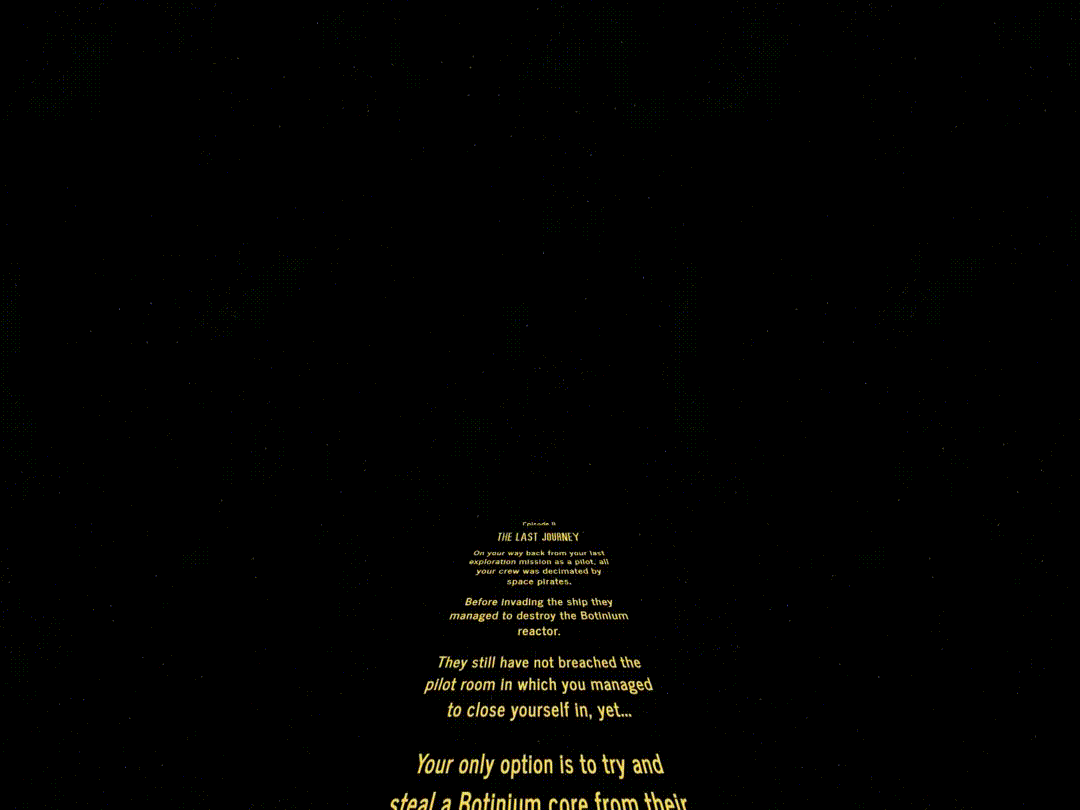 Episode II
THE LAST JOURNEY
On your way back from your last
exploration mission as a pilot, all
your crew was decimated by
space pirates.
Before invading the ship they
managed to destroy the Botinium
reactor.
They still have not breached the
pilot room in which you managed
to close yourself in, yet...
Your only option is to try and
steal a Botinium core from their